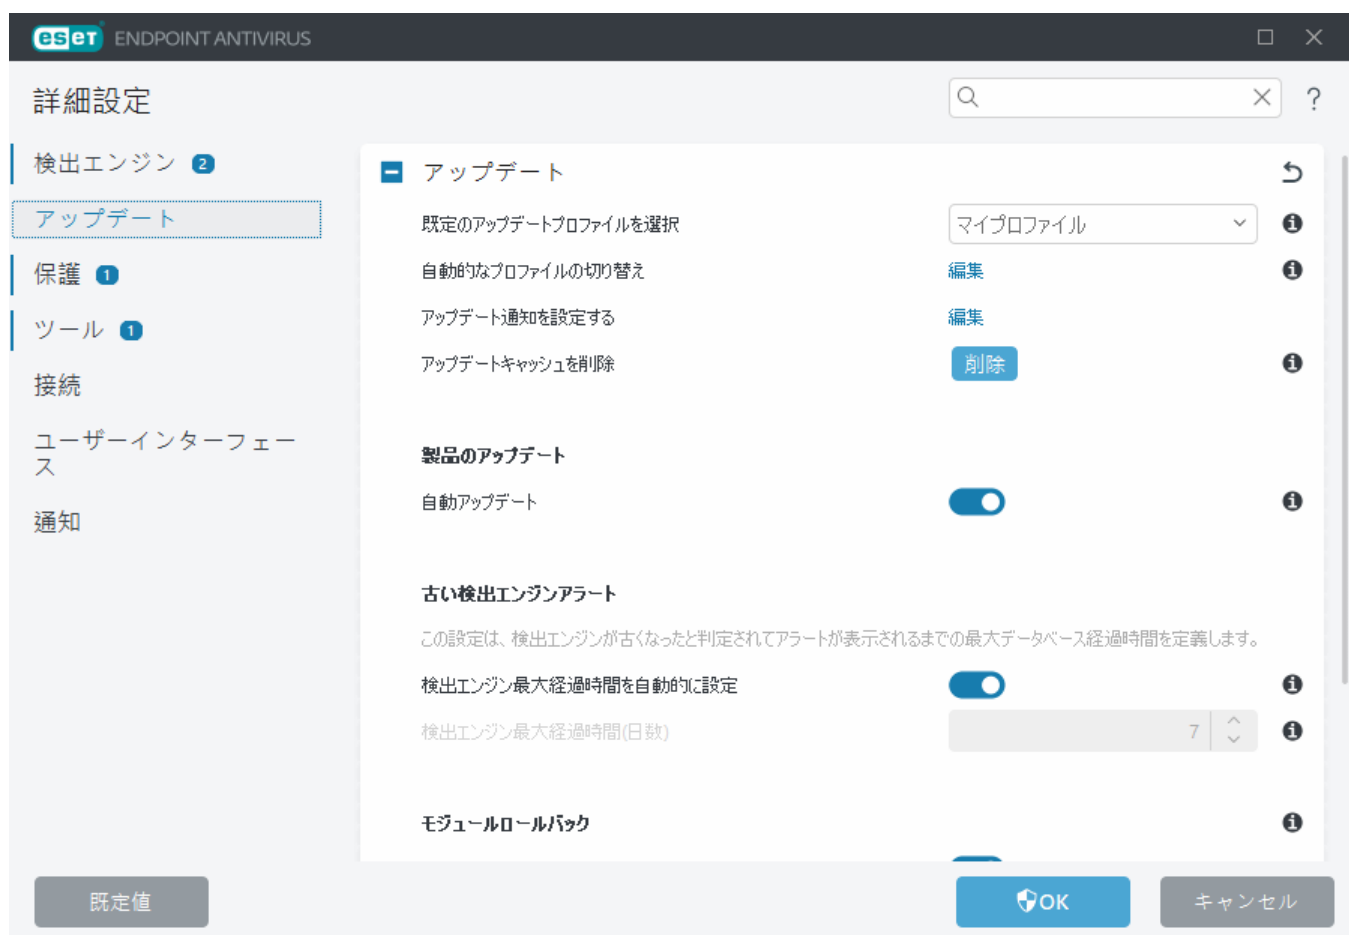 eset ENDPOINT ANTIVIRUS
詳細設定
?
検出エンジン 2
アップデート
保護 1
ツール 1
接続
ユーザーインターフェー
ス
通知
アップデート
既定のアップデートプロファイルを選択 マイプロファイル
自動的なプロファイルの切り替え 編集
アップデート通知を設定する 編集
アップデートキャッシュを削除 削除
製品のアップデート
自動アップデート
古い検出エンジンアラート
この設定は、検出エンジンが古くなったと判定されてアラートが表示されるまでの最大データベース経過時間を定義します。
検出エンジン最大経過時間を自動的に設定
検出エンジン最大経過時間(日数) 7
モジュールロールバック
既定値 OK キャンセル